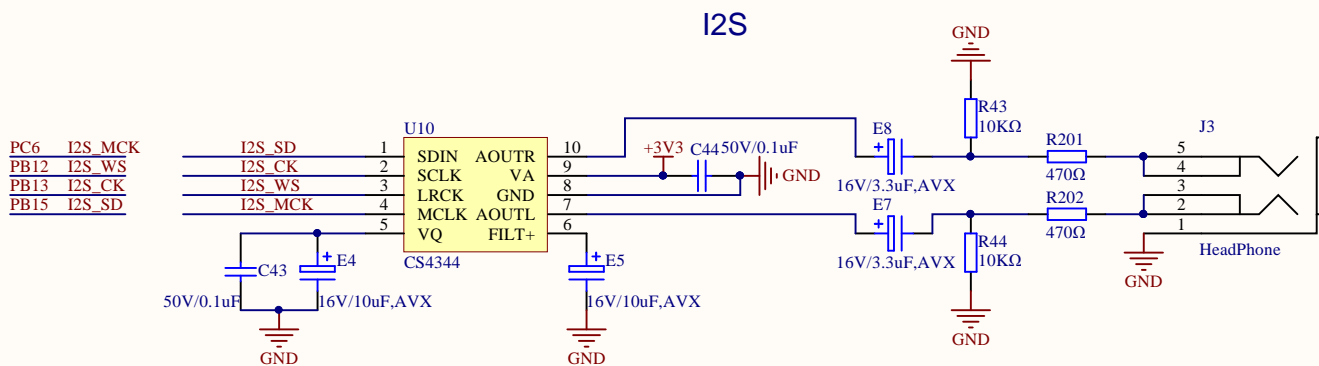 I2S
GND
R43
10KΩ
J3
U10
E8
R201
PC6 I2S_MCK
I2S_SD 1 SDIN AOUTR 10
+3V3 C44 50V/0.1uF
470Ω
5
PB12 I2S_WS
I2S_CK 2 SCLK VA 9
GND
16V/3.3uF,AVX
4
PB13 I2S_CK
I2S_WS 3 LRCK GND 8
E7
R202
3
PB15 I2S_SD
I2S_MCK 4 MCLK AOUTL 7
470Ω
2
5 VQ FILT+ 6
1
R44
10KΩ
HeadPhone
C43
E4
CS4344
E5
16V/3.3uF,AVX
GND
50V/0.1uF
16V/10uF,AVX
16V/10uF,AVX
GND
GND
GND